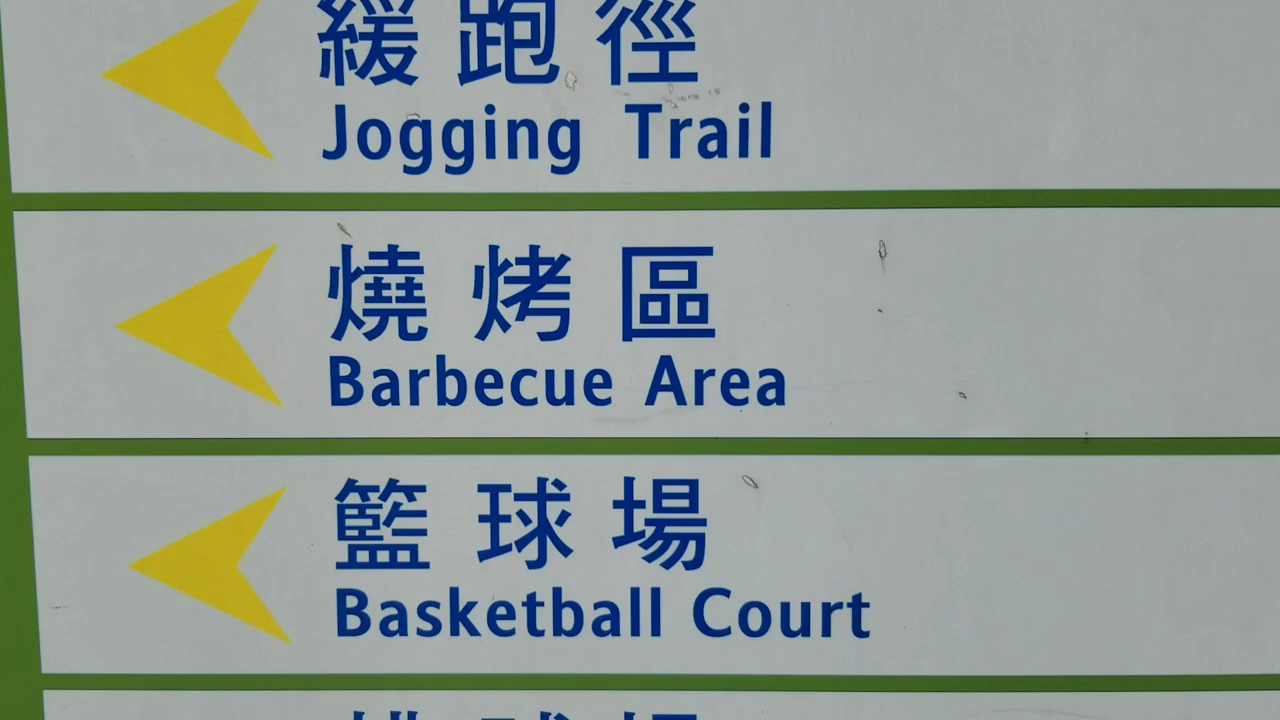 緩跑徑
Jogging Trail
燒烤區
Barbecue Area
籃球場
Basketball Court